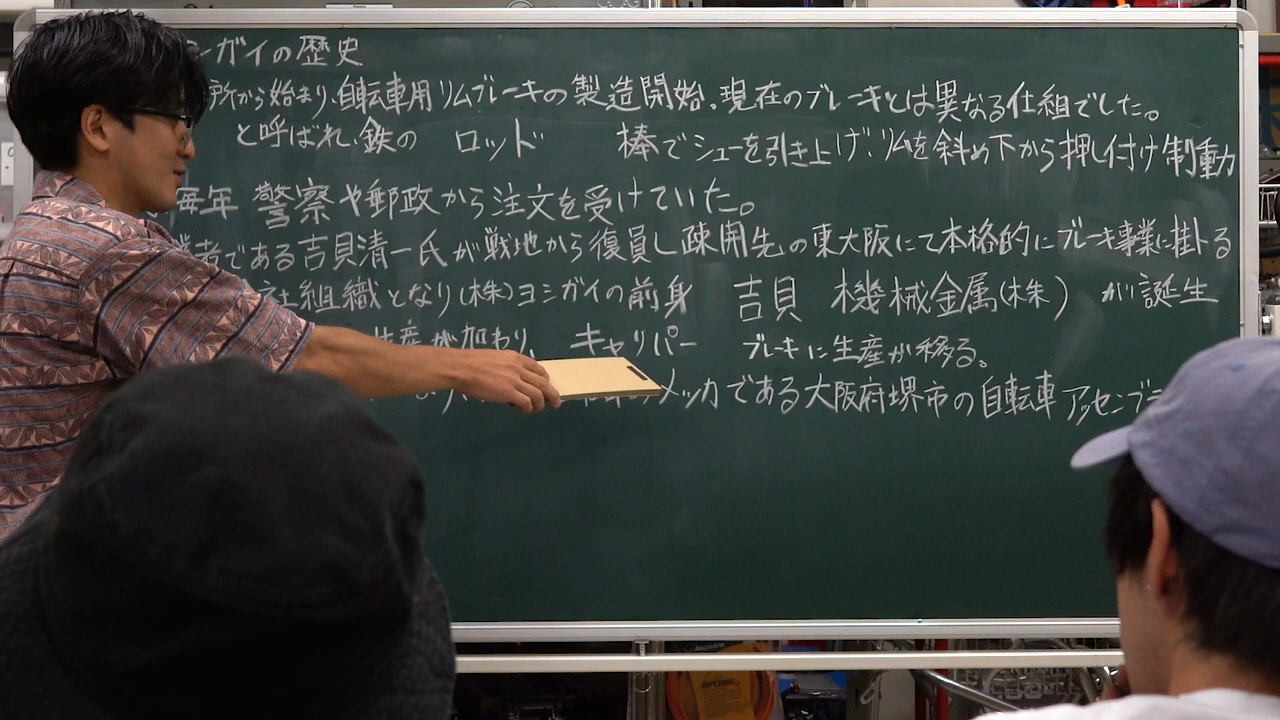 シガイの歴史
所から始まり、自転車用リムブレーキの製造開始。現在のブレーキとは異なる仕組でした。
と呼ばれ、鉄の ロッド 棒でシューを引き上げ、リムを斜め下から押し付け制動
毎年 警察や郵政から注文を受けていた。
業者である吉貝清一氏が戦地から復員し疎開先の東大阪にて本格的にブレーキ事業に掛トる
社組織となり(株)ヨシガイの前身 吉貝 機械金属(株) が誕生
生産が加わり、 キャリパー ブレーキに生産が移る。
メッカである大阪府堺市の自転車アッセンブラ